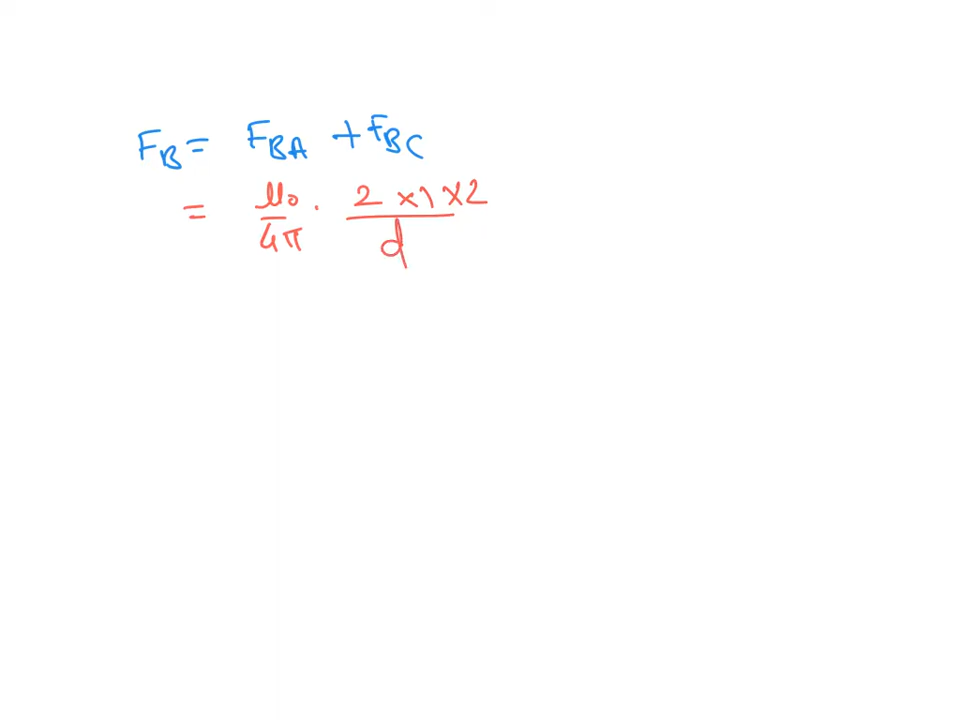 F_B = F_BA + F_BC
= μ₀/4π · 2×1×2/d